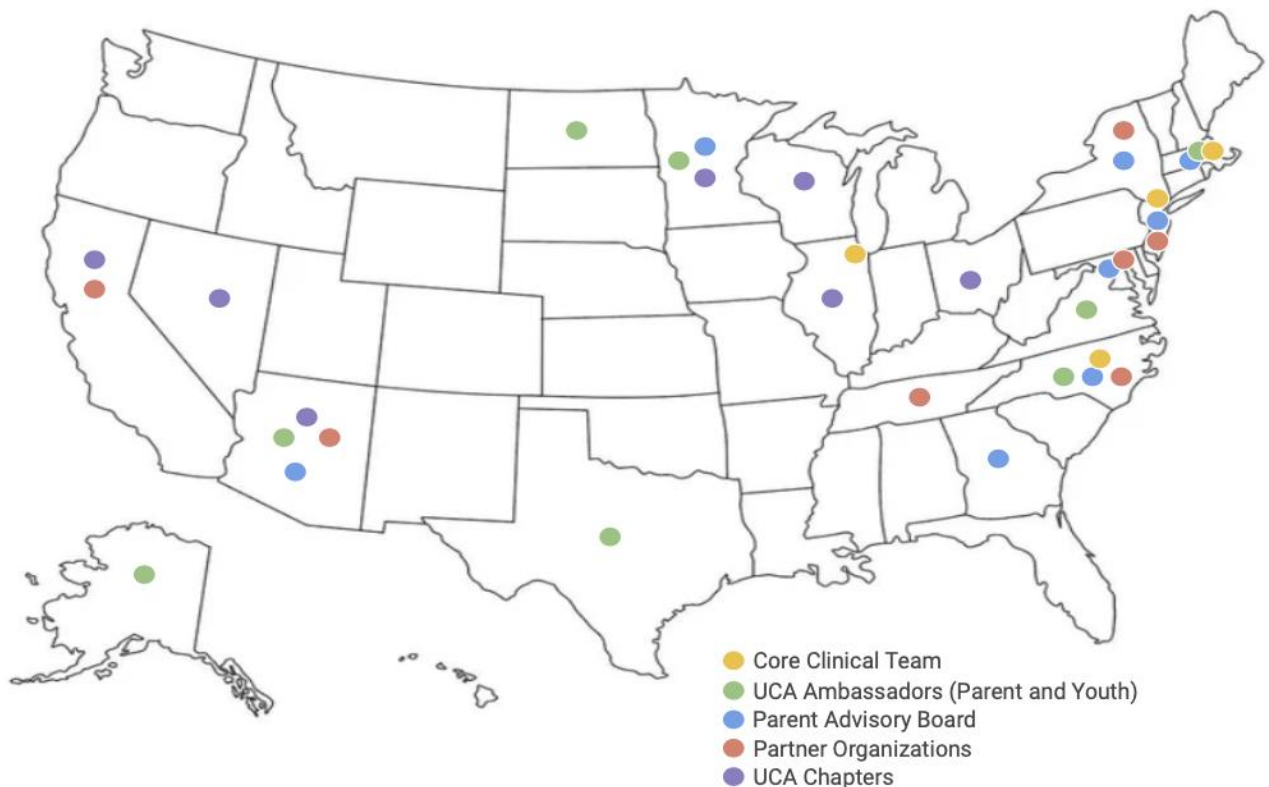 Core Clinical Team
UCA Ambassadors (Parent and Youth)
Parent Advisory Board
Partner Organizations
UCA Chapters